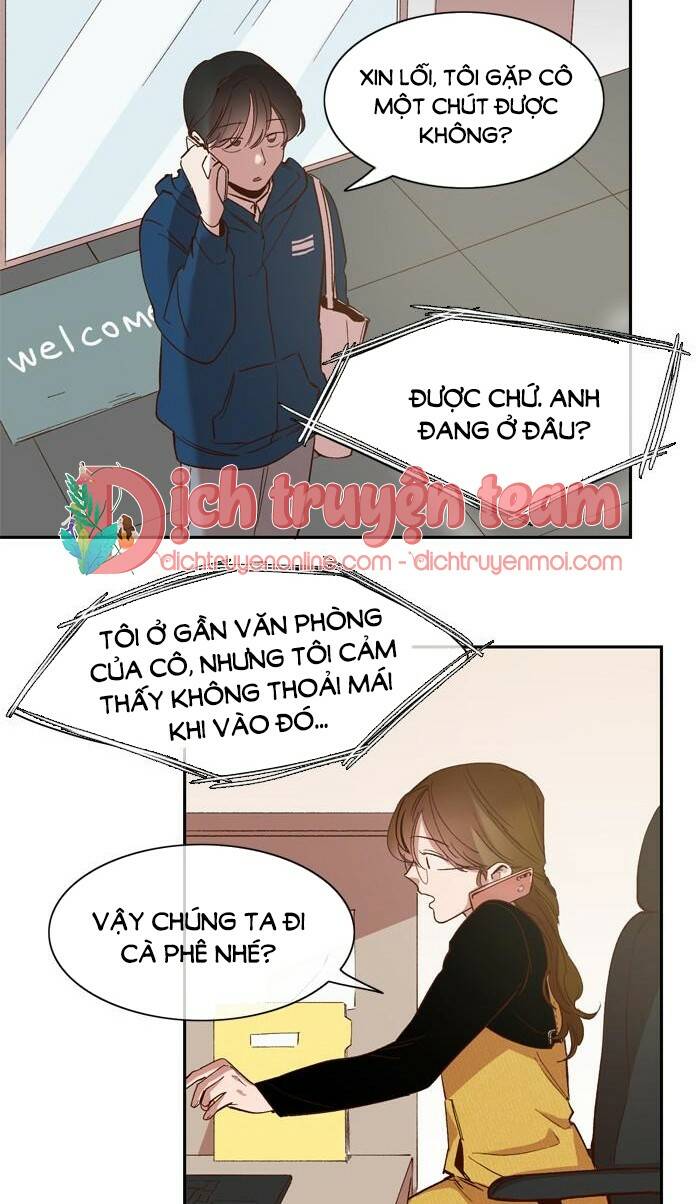 XIN LỖI, TÔI GẶP CÔ
MỘT CHÚT ĐƯỢC
KHÔNG?
welcome
ĐƯỢC CHỨ. ANH
ĐANG Ở ĐÂU?
Dịch truyện team
dichtruyenonline.com - dichtruyenmoi.com
TÔI Ở GẦN VĂN PHÒNG
CỦA CÔ, NHƯNG TÔI CẢM
THẤY KHÔNG THOẢI MÁI
KHI VÀO ĐÓ...
VẬY CHÚNG TA ĐI
CÀ PHÊ NHÉ?